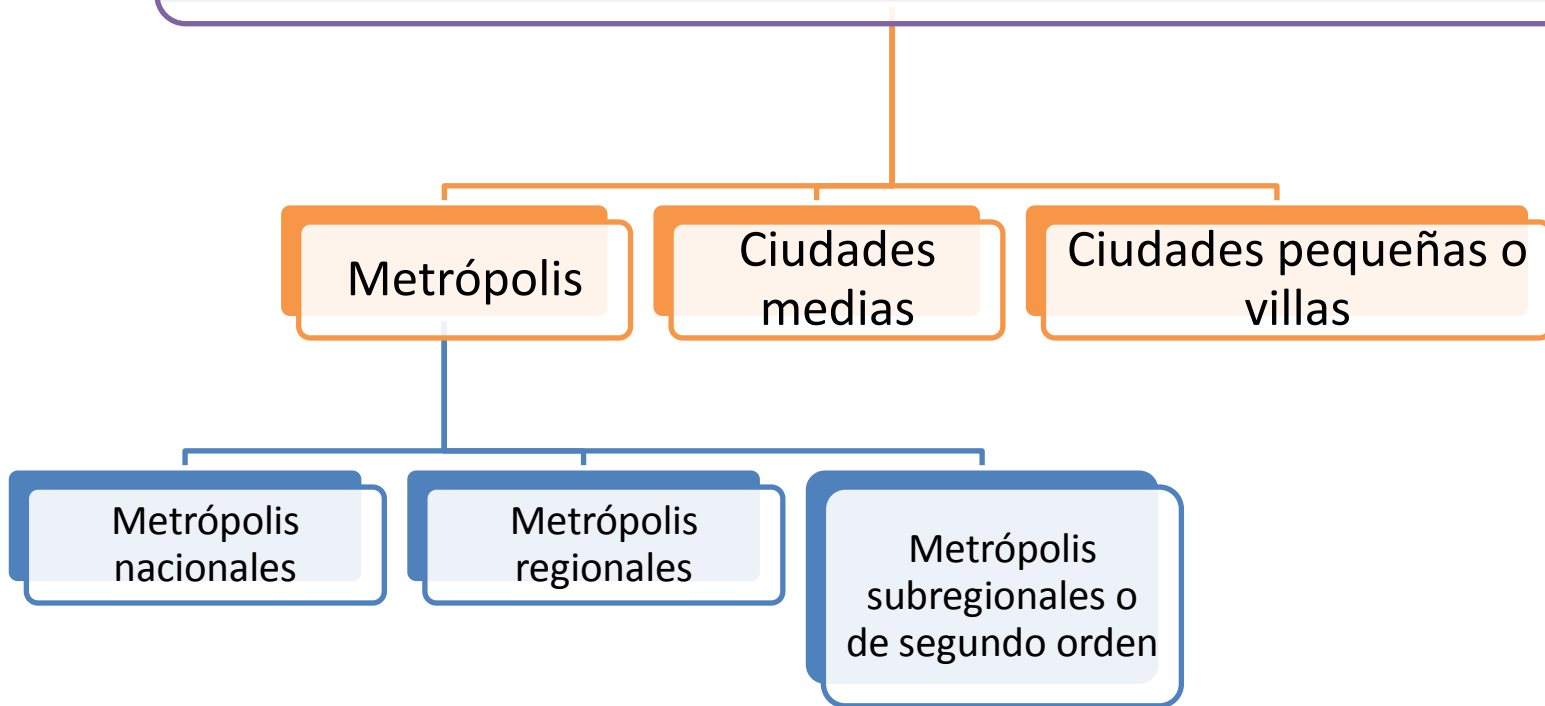 Metrópolis
Ciudades
medias
Ciudades pequeñas o
villas
Metrópolis
nacionales
Metrópolis
regionales
Metrópolis
subregionales o
de segundo orden